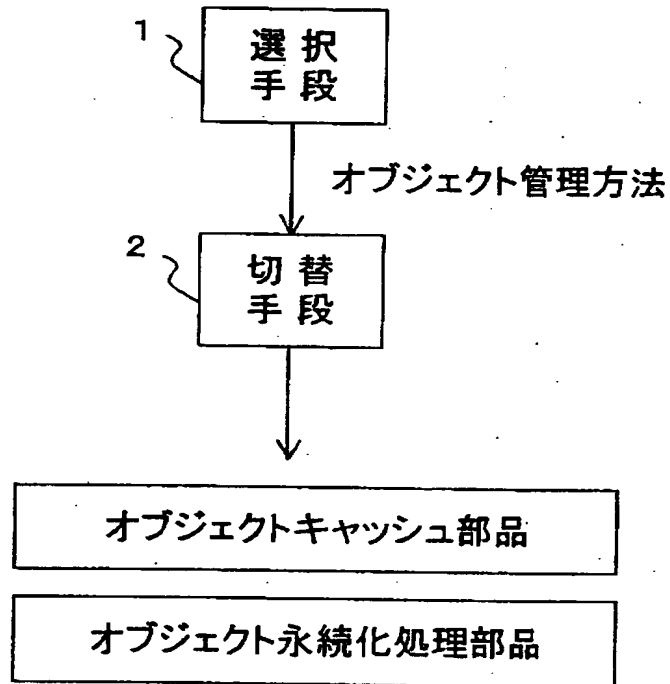 1
選択
手段
オブジェクト管理方法
2
切替
手段
オブジェクトキャッシュ部品
オブジェクト永続化処理部品